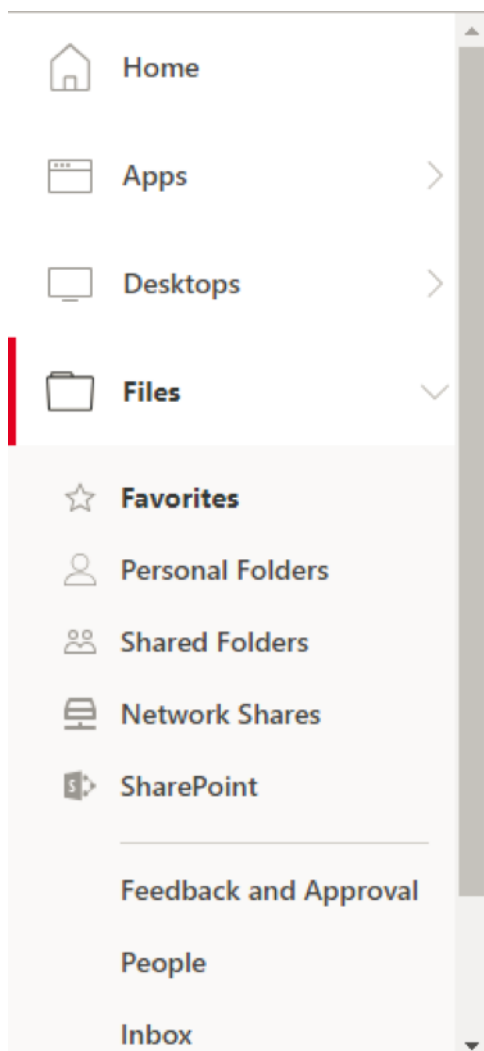 Home
Apps
Desktops
Files
Favorites
Personal Folders
Shared Folders
Network Shares
SharePoint
Feedback and Approval
People
Inbox